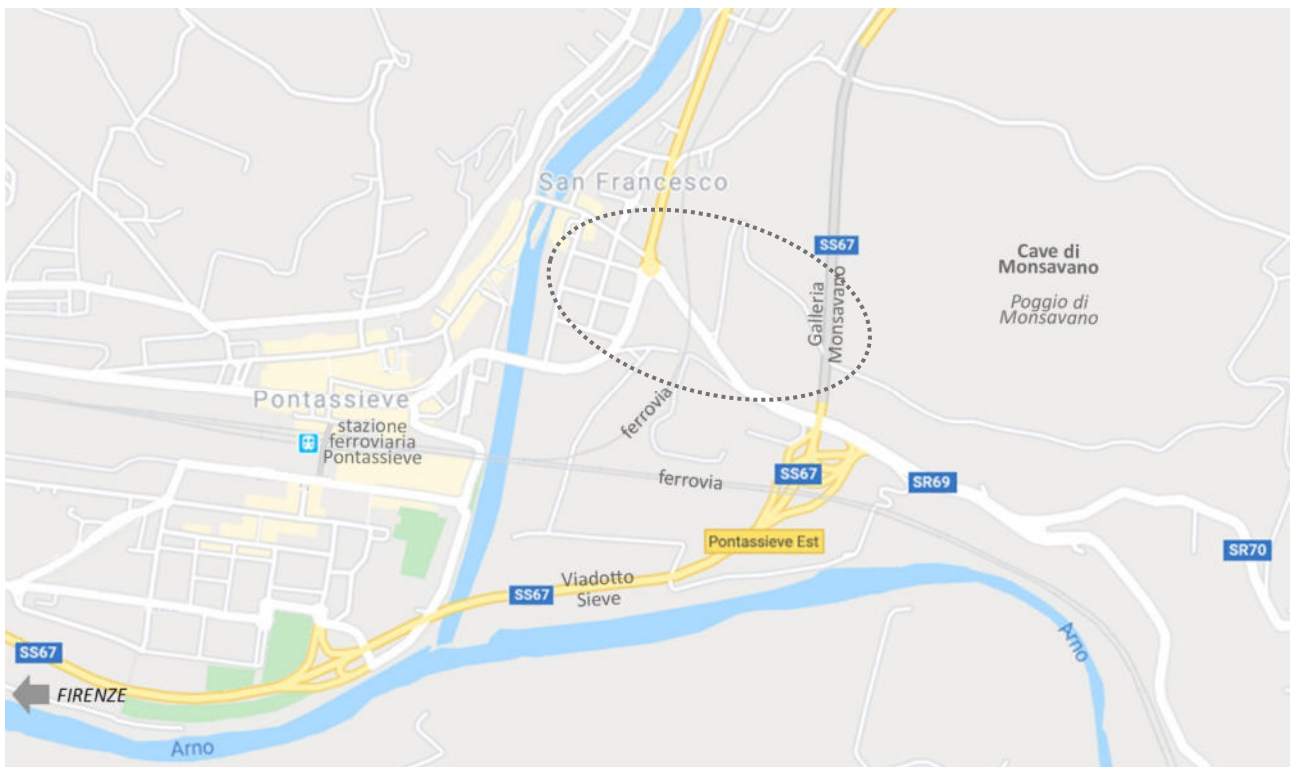 San Francesco
SS67
Galleria
Monsavano
Cave di
Monsavano
Poggio di
Monsavano
Pontassieve
stazione
ferroviaria
Pontassieve
ferrovia
ferrovia
SS67
SR69
Pontassieve Est
SR70
Viadotto
Sieve
SS67
Arno
SS67
FIRENZE
Arno